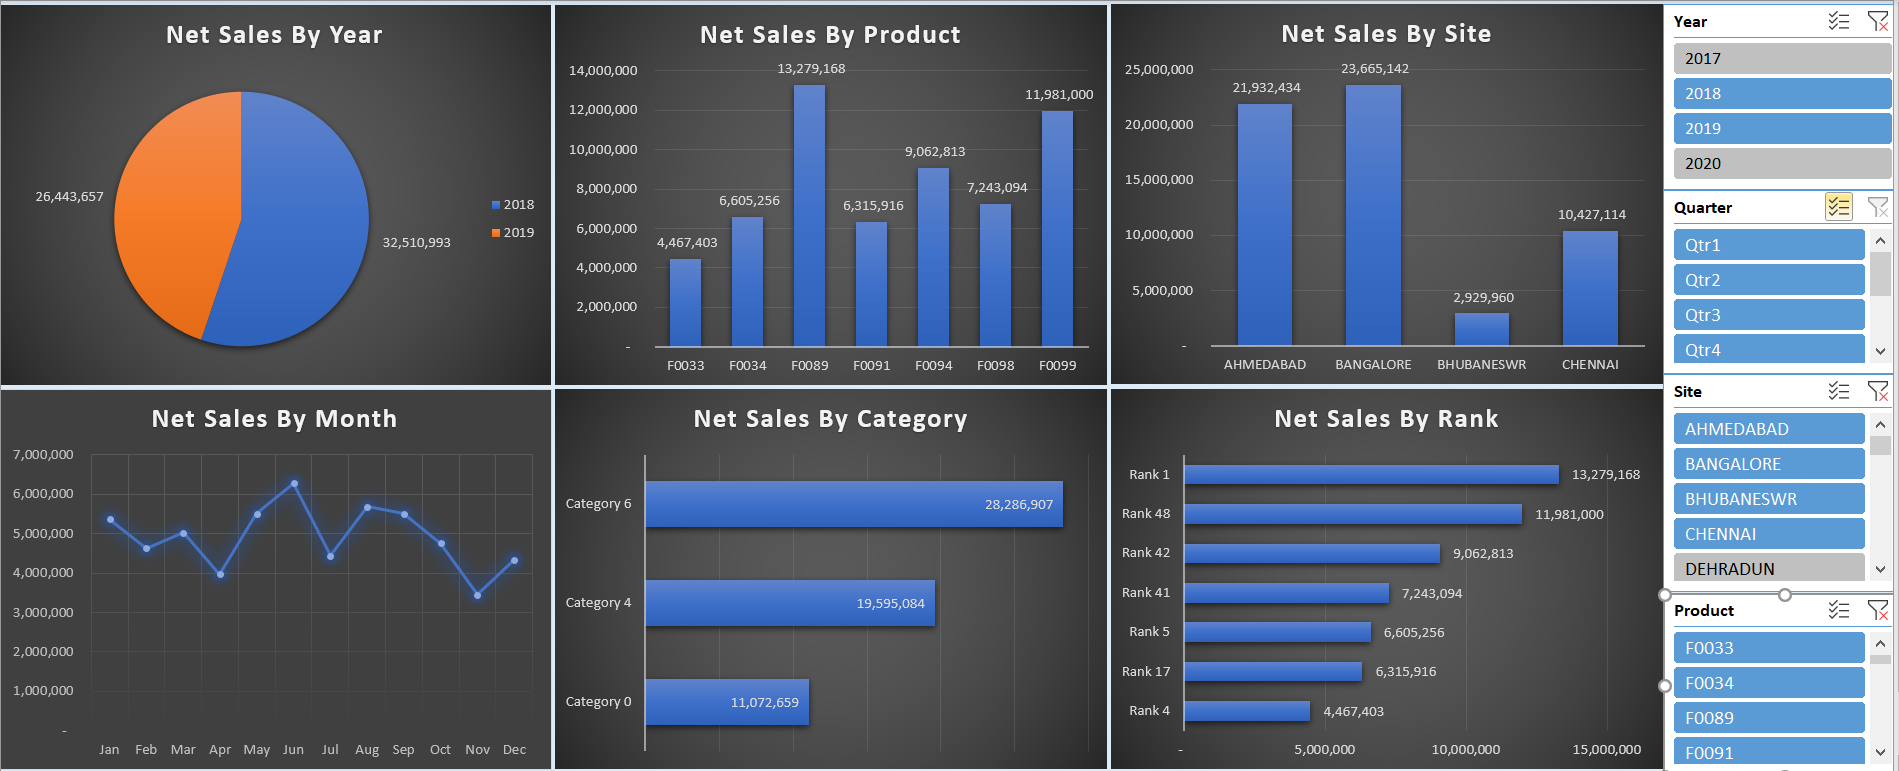 Net Sales By Year
26,443,657
32,510,993
2018
2019
Net Sales By Product
14,000,000
12,000,000
10,000,000
8,000,000
6,000,000
4,000,000
2,000,000
-
4,467,403
6,605,256
13,279,168
6,315,916
9,062,813
7,243,094
11,981,000
F0033 F0034 F0089 F0091 F0094 F0098 F0099
Net Sales By Site
25,000,000
20,000,000
15,000,000
10,000,000
5,000,000
-
21,932,434
23,665,142
2,929,960
10,427,114
AHMEDABAD BANGALORE BHUBANESWR CHENNAI
Year
2017
2018
2019
2020
Quarter
Qtr1
Qtr2
Qtr3
Qtr4
Site
AHMEDABAD
BANGALORE
BHUBANESWR
CHENNAI
DEHRADUN
Product
F0033
F0034
F0089
F0091
Net Sales By Month
7,000,000
6,000,000
5,000,000
4,000,000
3,000,000
2,000,000
1,000,000
-
Jan Feb Mar Apr May Jun Jul Aug Sep Oct Nov Dec
Net Sales By Category
Category 6 28,286,907
Category 4 19,595,084
Category 0 11,072,659
Net Sales By Rank
Rank 1 13,279,168
Rank 48 11,981,000
Rank 42 9,062,813
Rank 41 7,243,094
Rank 5 6,605,256
Rank 17 6,315,916
Rank 4 4,467,403
- 5,000,000 10,000,000 15,000,000